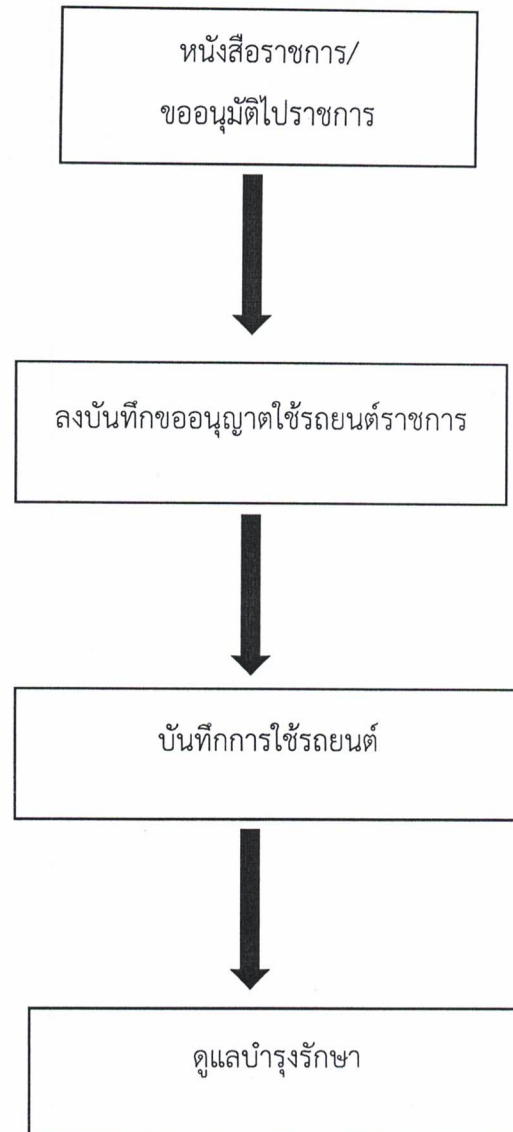 หนังสือราชการ/
ขออนุมัติไปราชการ
ลงบันทึกขออนุญาตใช้รถยนต์ราชการ
บันทึกการใช้รถยนต์
ดูแลบำรุงรักษา